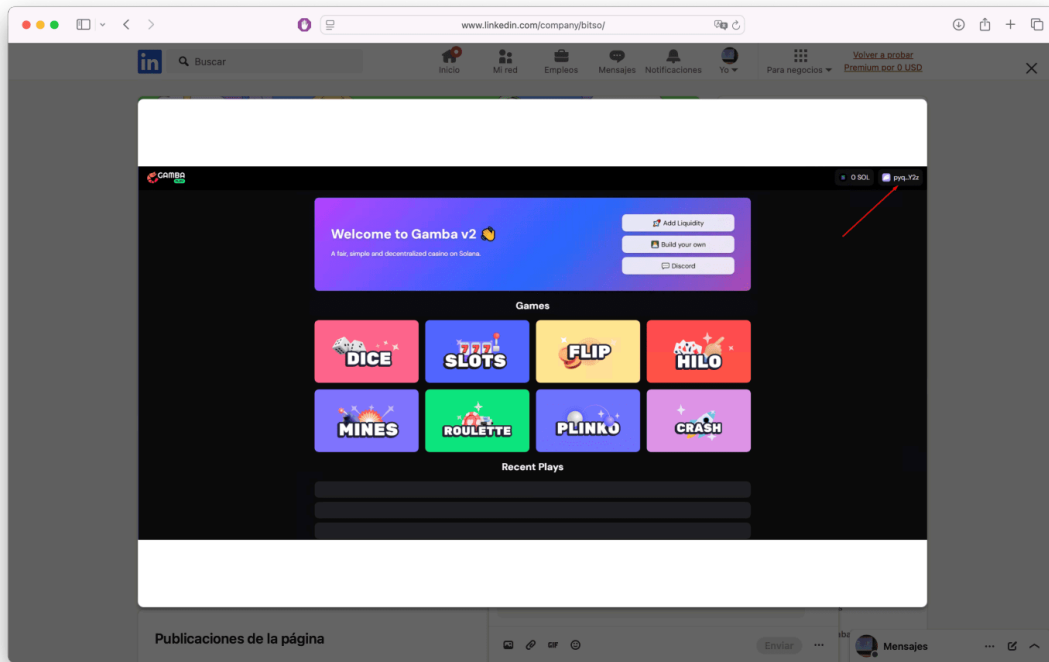 www.linkedin.com/company/bitso/
in
Buscar
Inicio
Mi red
Empleos
Mensajes
Notificaciones
Yo
Para negocios
Volver a probar
Premium por 0 USD
GAMBA
PLAY
0 SOL
pyq..Y2z
Welcome to Gamba v2
A fair, simple and decentralized casino on Solana.
Add Liquidity
Build your own
Discord
Games
DICE
777
SLOTS
FLIP
HILO
MINES
ROULETTE
PLINKO
CRASH
Recent Plays
Publicaciones de la página
GIF
Enviar
Mensajes